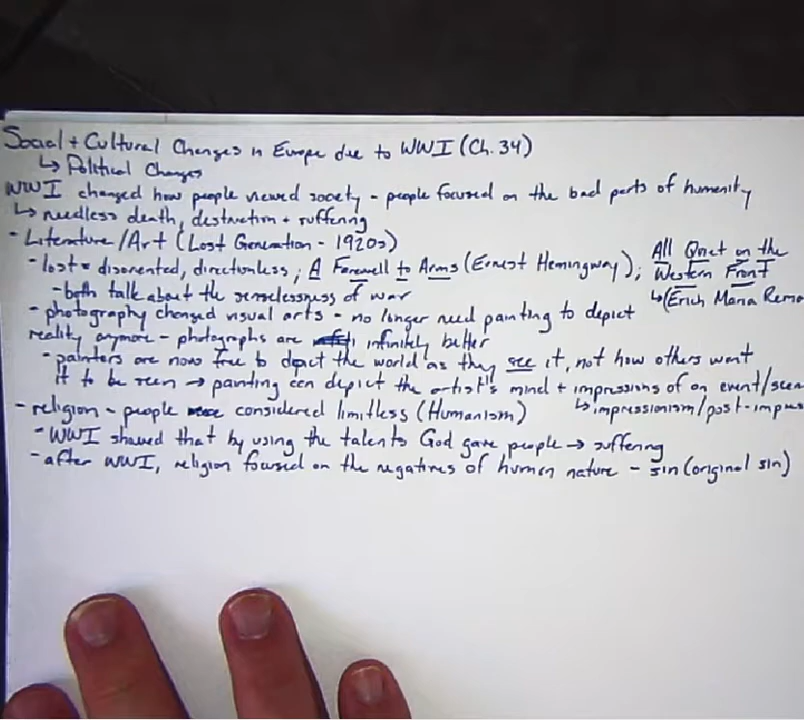 Social + Cultural Changes in Europe due to WWI (Ch. 34)
↳ Political Changes
WWI changed how people viewed society - people focused on the bad parts of humanity
↳ needless death, destruction + suffering
- Literature/Art (Lost Generation - 1920s)
- lost = disoriented, directionless; A Farewell to Arms (Ernest Hemingway); All Quiet on the
Western Front
↳ (Erich Maria Rema
- both talk about the senselessness of war
- photography changed visual arts - no longer need painting to depict
reality anymore - photographs are infinitely better
- painters are now free to depict the world as they see it, not how others want
it to be seen → painting can depict the artist's mind + impressions of an event/scen
↳ impressionism/post-impres
- religion - people considered limitless (Humanism)
- WWI showed that by using the talents God gave people → suffering
- after WWI, religion focused on the negatives of human nature - sin (original sin)